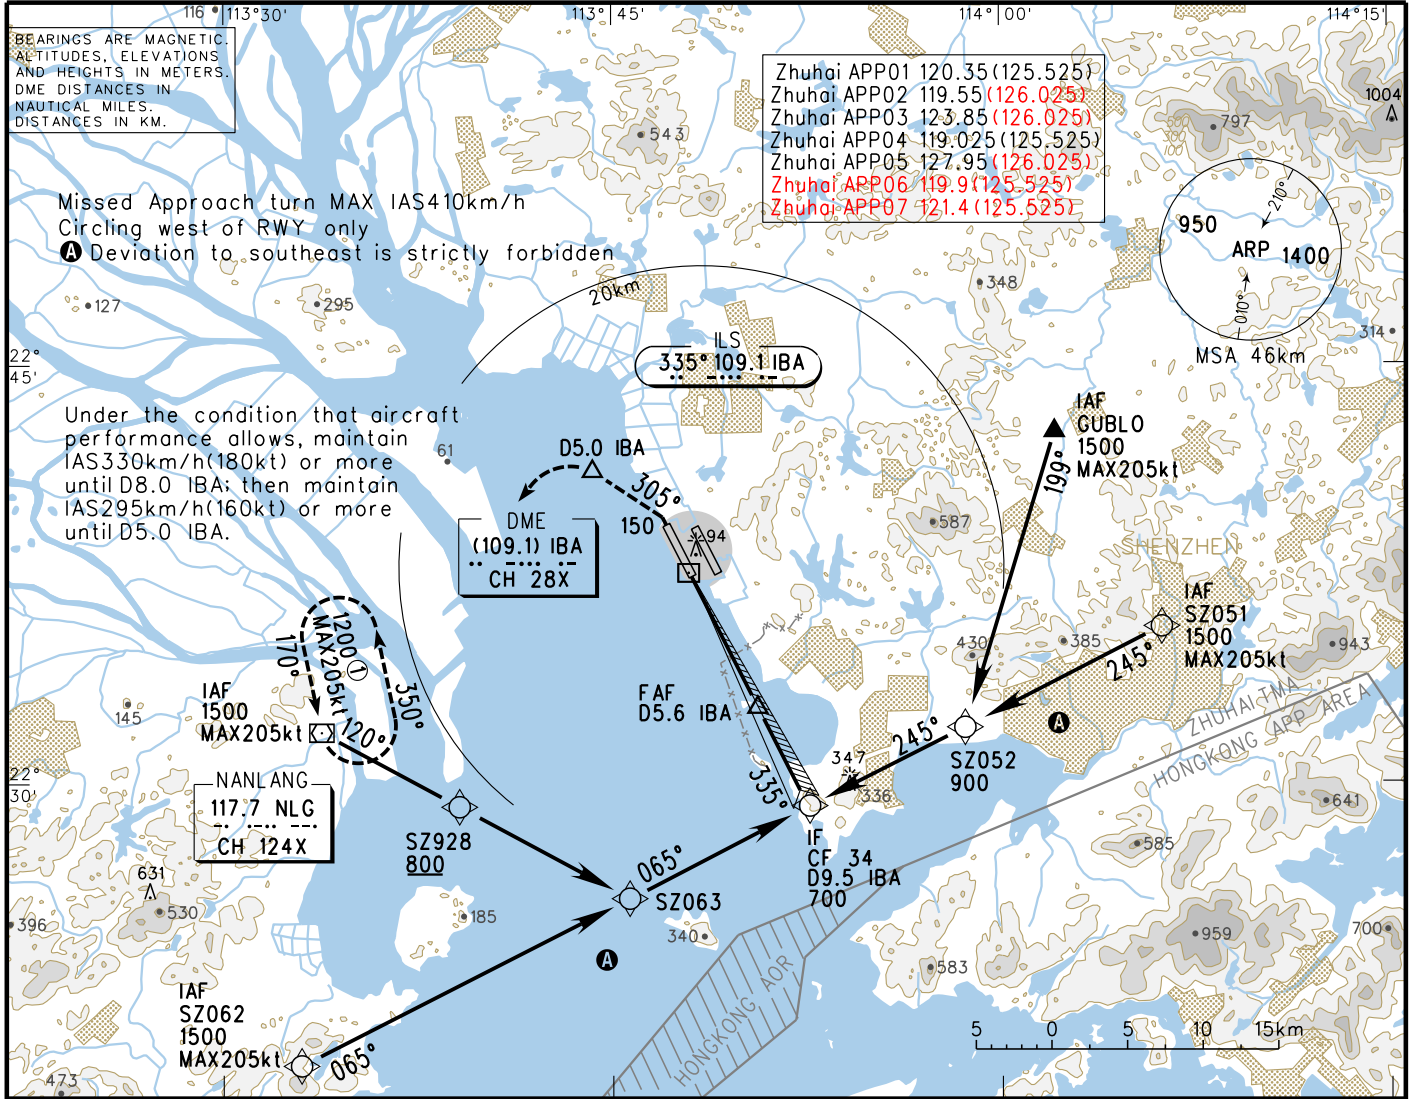 116
113°30'
113°45'
114°00'
114°15'
BEARINGS ARE MAGNETIC.
ALTITUDES, ELEVATIONS
AND HEIGHTS IN METERS.
DME DISTANCES IN
NAUTICAL MILES.
DISTANCES IN KM.
Zhuhai APP01 120.35(125.525)
Zhuhai APP02 119.55(126.025)
Zhuhai APP03 123.85(126.025)
Zhuhai APP04 119.025(125.525)
Zhuhai APP05 127.95(126.025)
Zhuhai APP06 119.9(125.525)
Zhuhai APP07 121.4(125.525)
1004
797
543
Missed Approach turn MAX IAS410km/h
Circling west of RWY only
A Deviation to southeast is strictly forbidden
210°
950
ARP 1400
010°
MSA 46km
127
295
20km
348
314
22°
45'
ILS
335° 109.1 IBA
Under the condition that aircraft
performance allows, maintain
IAS330km/h(180kt) or more
until D8.0 IBA; then maintain
IAS295km/h(160kt) or more
until D5.0 IBA.
61
D5.0 IBA
305°
150
94
DME
(109.1) IBA
CH 28X
IAF
GUBLO
1500
MAX205kt
199°
587
SHENZHEN
IAF
SZ051
1500
MAX205kt
245°
430
385
943
1200 1
MAX205kt
170°
350°
120°
IAF
1500
MAX205kt
145
FAF
D5.6 IBA
335°
245°
A
SZ052
900
ZHUHAI TMA
HONGKONG APP AREA
22°
30'
NANLANG
117.7 NLG
CH 124X
SZ928
800
347
336
IF
CF 34
D9.5 IBA
700
641
585
631
530
396
185
065°
SZ063
340
A
959
700
583
HONGKONG AOR
IAF
SZ062
1500
MAX205kt
065°
473
5 0 5 10 15km